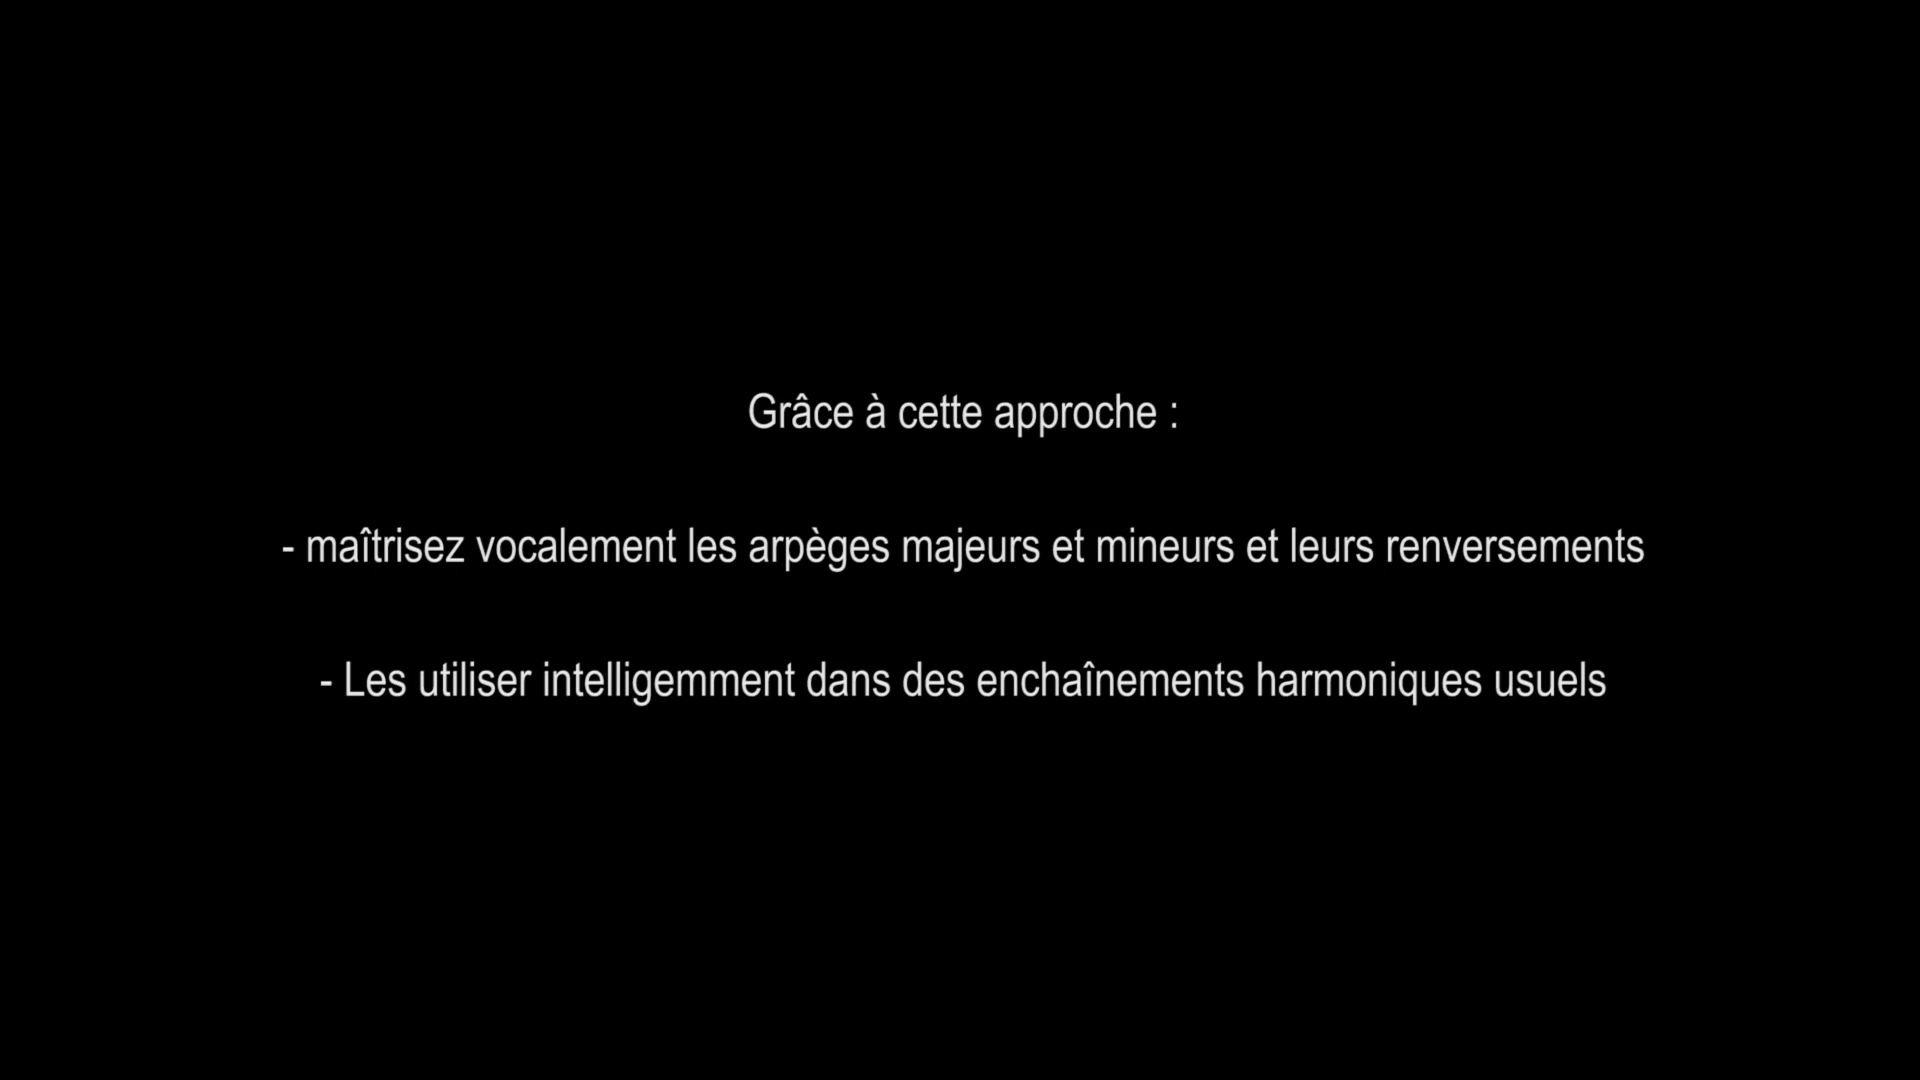 Grâce à cette approche :
- maîtrisez vocalement les arpèges majeurs et mineurs et leurs renversements
- Les utiliser intelligemment dans des enchaînements harmoniques usuels